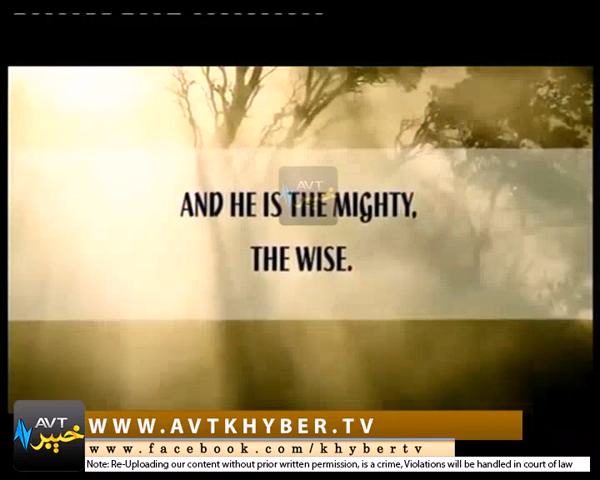 AND HE IS THE MIGHTY,
THE WISE.
AVT
خیبر
AVT
خیبر
WWW.AVTKHYBER.TV
www.facebook.com/khybertv
Note: Re-Uploading our content without prior written permission, is a crime, Violations will be handled in court of law